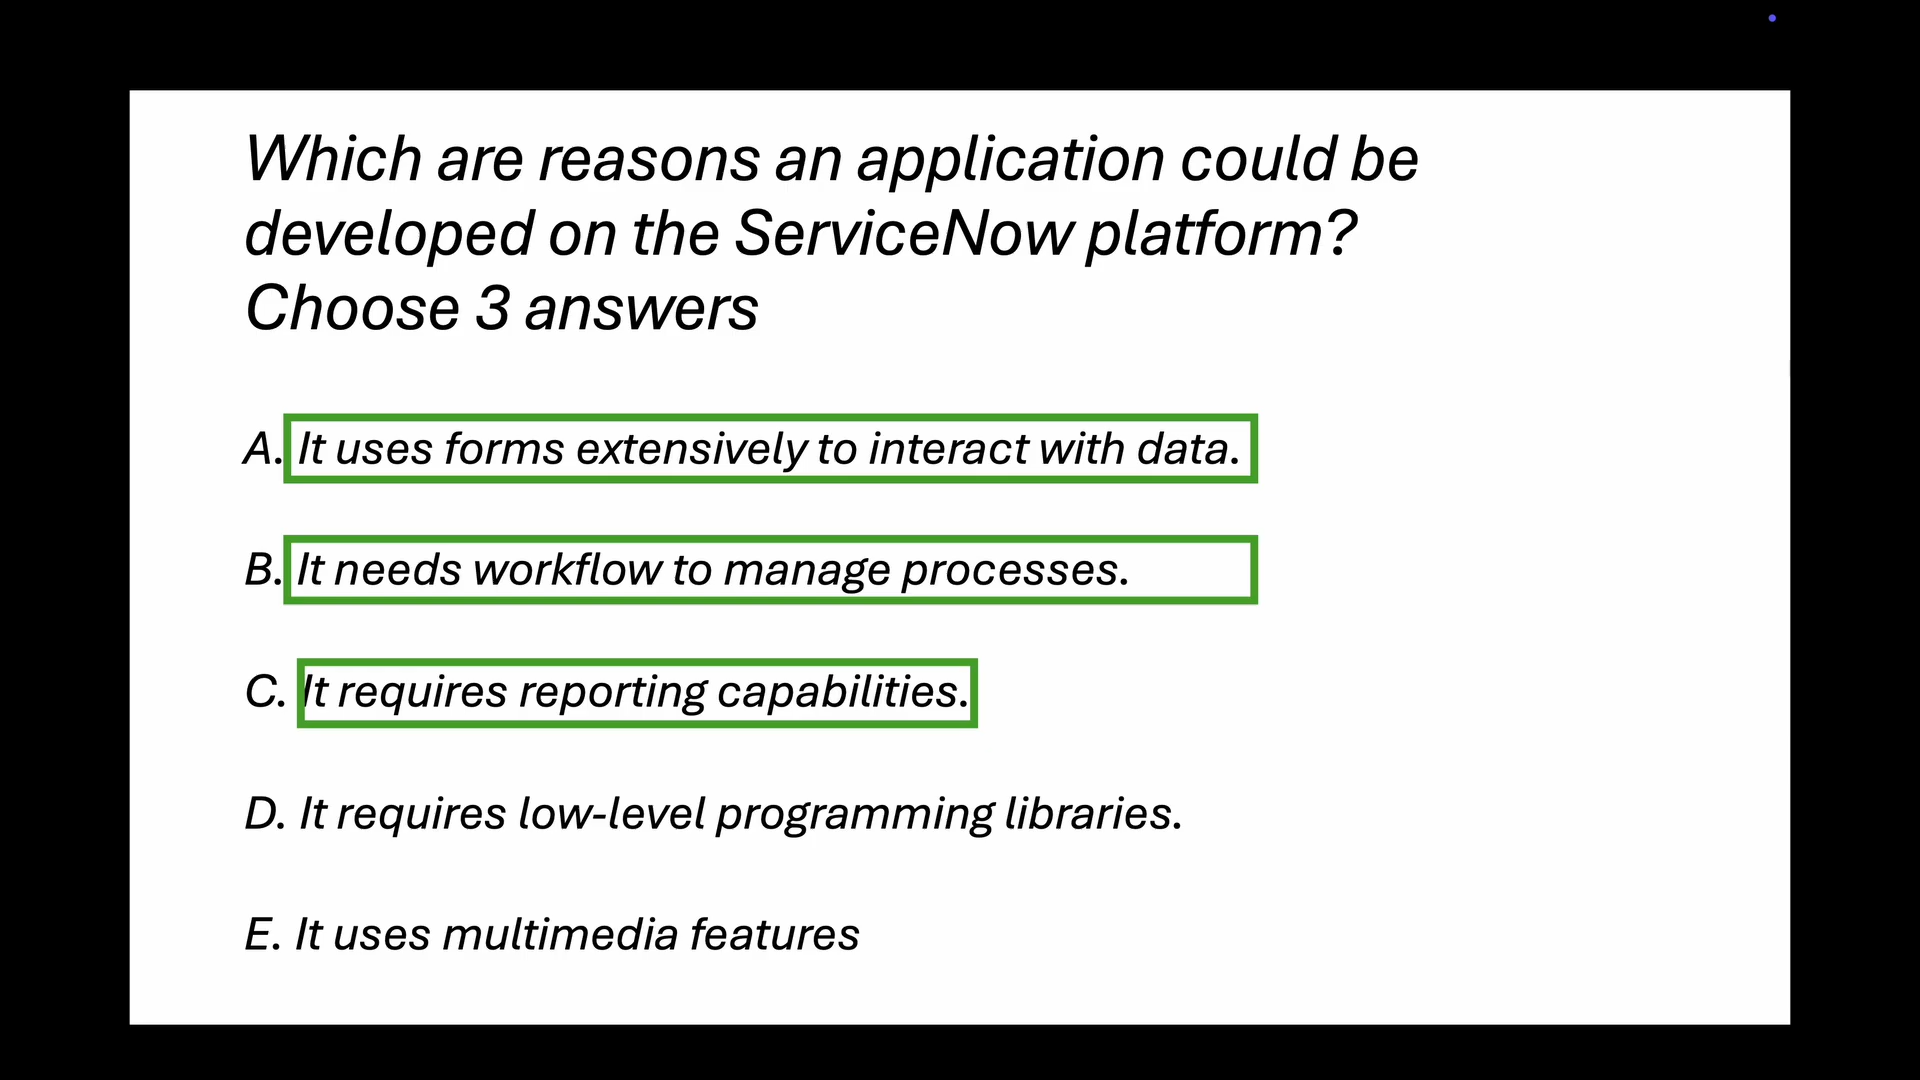 Which are reasons an application could be
developed on the ServiceNow platform?
Choose 3 answers
A. It uses forms extensively to interact with data.
B. It needs workflow to manage processes.
C. It requires reporting capabilities.
D. It requires low-level programming libraries.
E. It uses multimedia features